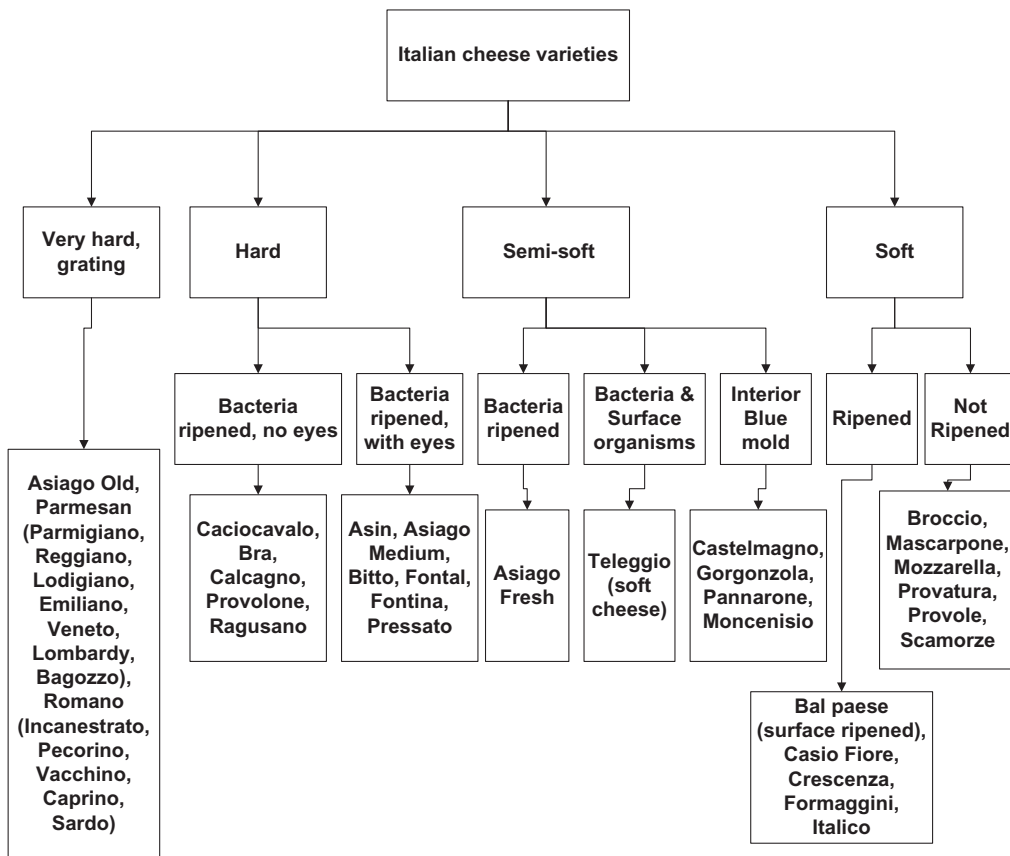 Italian cheese varieties
Very hard,
grating
Hard
Semi-soft
Soft
Bacteria
ripened, no eyes
Bacteria
ripened,
with eyes
Bacteria
ripened
Bacteria &
Surface
organisms
Interior
Blue
mold
Ripened
Not
Ripened
Asiago Old,
Parmesan
(Parmigiano,
Reggiano,
Lodigiano,
Emiliano,
Veneto,
Lombardy,
Bagozzo),
Romano
(Incanestrato,
Pecorino,
Vacchino,
Caprino,
Sardo)
Caciocavalo,
Bra,
Calcagno,
Provolone,
Ragusano
Asin, Asiago
Medium,
Bitto, Fontal,
Fontina,
Pressato
Asiago
Fresh
Teleggio
(soft
cheese)
Castelmagno,
Gorgonzola,
Pannarone,
Moncenisio
Broccio,
Mascarpone,
Mozzarella,
Provatura,
Provole,
Scamorze
Bal paese
(surface ripened),
Casio Fiore,
Crescenza,
Formaggini,
Italico